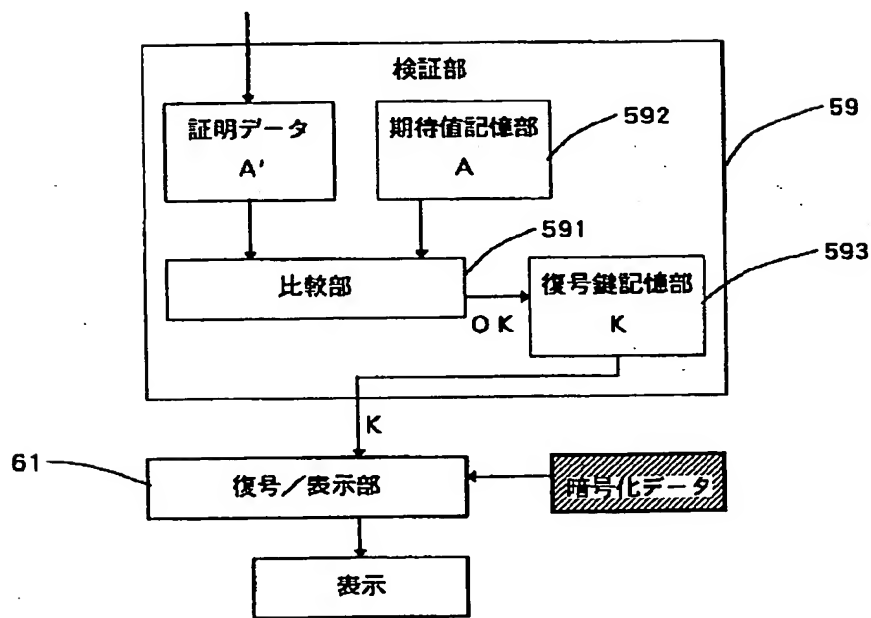 検証部
証明データ
A'
期待値記憶部
A
592
59
591
593
比較部
OK
復号鍵記憶部
K
K
61
復号／表示部
暗号化データ
表示